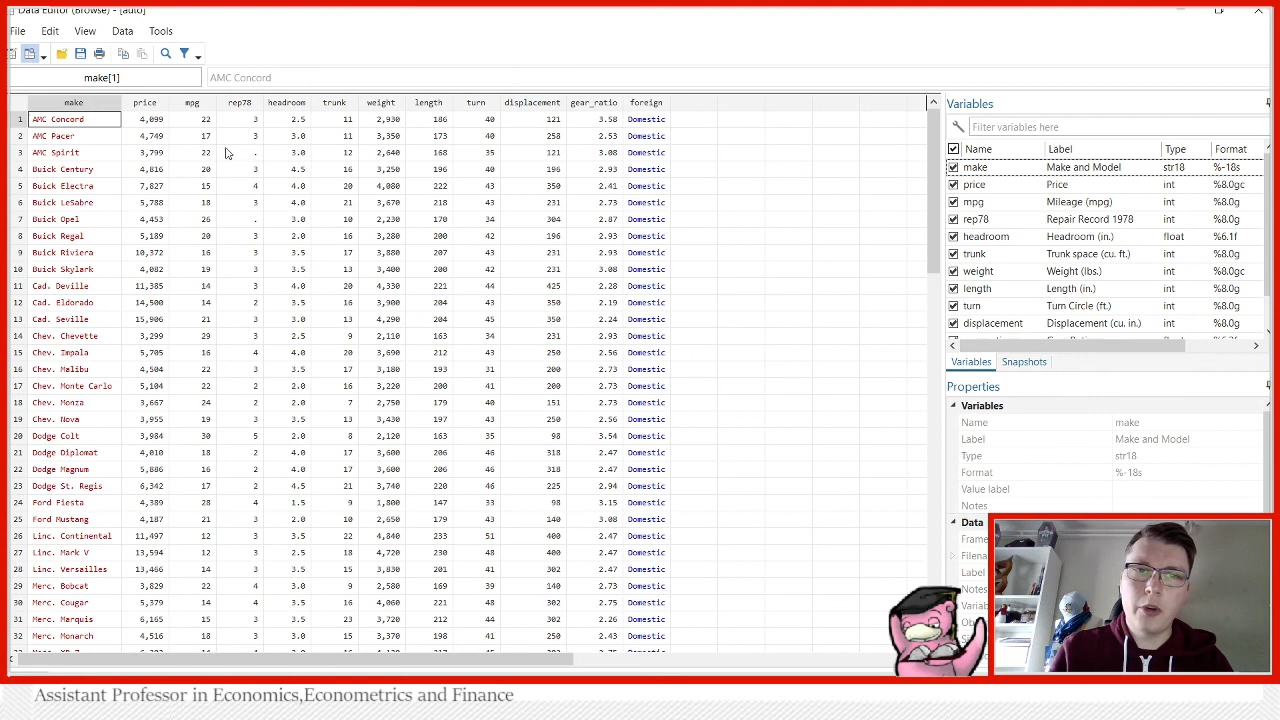 Data Editor (Browse) - [auto]
File Edit View Data Tools
make[1] AMC Concord
make price mpg rep78 headroom trunk weight length turn displacement gear_ratio foreign
1 AMC Concord 4,099 22 3 2.5 11 2,930 186 40 121 3.58 Domestic
2 AMC Pacer 4,749 17 3 3.0 11 3,350 173 40 258 2.53 Domestic
3 AMC Spirit 3,799 22 . 3.0 12 2,640 168 35 121 3.08 Domestic
4 Buick Century 4,816 20 3 4.5 16 3,250 196 40 196 2.93 Domestic
5 Buick Electra 7,827 15 4 4.0 20 4,080 222 43 350 2.41 Domestic
6 Buick LeSabre 5,788 18 3 4.0 21 3,670 218 43 231 2.73 Domestic
7 Buick Opel 4,453 26 . 3.0 10 2,230 170 34 304 2.87 Domestic
8 Buick Regal 5,189 20 3 2.0 16 3,280 200 42 196 2.93 Domestic
9 Buick Riviera 10,372 16 3 3.5 17 3,880 207 43 231 2.93 Domestic
10 Buick Skylark 4,082 19 3 3.5 13 3,400 200 42 231 3.08 Domestic
11 Cad. Deville 11,385 14 3 4.0 20 4,330 221 44 425 2.28 Domestic
12 Cad. Eldorado 14,500 14 2 3.5 16 3,900 204 43 350 2.19 Domestic
13 Cad. Seville 15,906 21 3 3.0 13 4,290 204 45 350 2.24 Domestic
14 Chev. Chevette 3,299 29 3 2.5 9 2,110 163 34 231 2.93 Domestic
15 Chev. Impala 5,705 16 4 4.0 20 3,690 212 43 250 2.56 Domestic
16 Chev. Malibu 4,504 22 3 3.5 17 3,180 193 31 200 2.73 Domestic
17 Chev. Monte Carlo 5,104 22 2 2.0 16 3,220 200 41 200 2.73 Domestic
18 Chev. Monza 3,667 24 2 2.0 7 2,750 179 40 151 2.73 Domestic
19 Chev. Nova 3,955 19 3 3.5 13 3,430 197 43 250 2.56 Domestic
20 Dodge Colt 3,984 30 5 2.0 8 2,120 163 35 98 3.54 Domestic
21 Dodge Diplomat 4,010 18 2 4.0 17 3,600 206 46 318 2.47 Domestic
22 Dodge Magnum 5,886 16 2 4.0 17 3,600 206 46 318 2.47 Domestic
23 Dodge St. Regis 6,342 17 2 4.5 21 3,740 220 46 225 2.94 Domestic
24 Ford Fiesta 4,389 28 4 1.5 9 1,800 147 33 98 3.15 Domestic
25 Ford Mustang 4,187 21 3 2.0 10 2,650 179 43 140 3.08 Domestic
26 Linc. Continental 11,497 12 3 3.5 22 4,840 233 51 400 2.47 Domestic
27 Linc. Mark V 13,594 12 3 2.5 18 4,720 230 48 400 2.47 Domestic
28 Linc. Versailles 13,466 14 3 3.5 15 3,830 201 41 302 2.47 Domestic
29 Merc. Bobcat 3,829 22 4 3.0 9 2,580 169 39 140 2.73 Domestic
30 Merc. Cougar 5,379 14 4 3.5 16 4,060 221 48 302 2.75 Domestic
31 Merc. Marquis 6,165 15 3 3.5 23 3,720 212 44 302 2.26 Domestic
32 Merc. Monarch 4,516 18 3 3.0 15 3,370 198 41 250 2.43 Domestic
Variables
Filter variables here
Name Label Type Format
make Make and Model str18 %-18s
price Price int %8.0gc
mpg Mileage (mpg) int %8.0g
rep78 Repair Record 1978 int %8.0g
headroom Headroom (in.) float %6.1f
trunk Trunk space (cu. ft.) int %8.0g
weight Weight (lbs.) int %8.0gc
length Length (in.) int %8.0g
turn Turn Circle (ft.) int %8.0g
displacement Displacement (cu. in.) int %8.0g
Variables Snapshots
Properties
Variables
Name make
Label Make and Model
Type str18
Format %-18s
Value label
Notes
Data
Frame
Filenam
Label
Notes
Variab
Assistant Professor in Economics,Econometrics and Finance